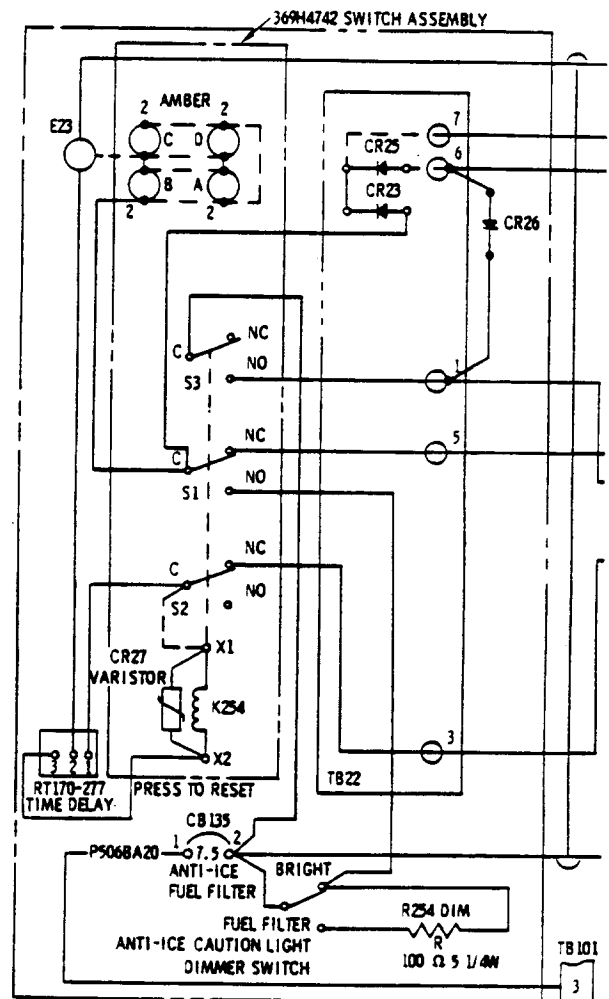 369H4742 SWITCH ASSEMBLY
AMBER
2 2
E23
C D
B A
2 2
7
CR25
6
CR23
CR26
NC
C
NO
S3
1
NC
5
C
NO
S1
NC
C
NO
S2
X1
CR27
VARISTOR
K254
3
X2
3 2 1
TB22
RT170-277
TIME DELAY
PRESS TO RESET
CB135
1 2
P506BA20 7.5
ANTI-ICE
FUEL FILTER
BRIGHT
FUEL FILTER
ANTI-ICE CAUTION LIGHT
DIMMER SWITCH
R254 DIM
R
100 Ω 5 1/4W
TB101
3